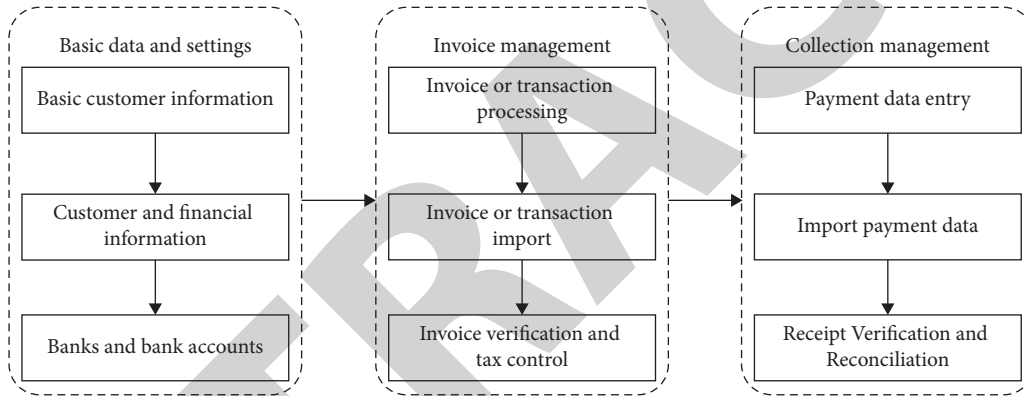 Basic data and settings
Basic customer information
Customer and financial
information
Banks and bank accounts
Invoice management
Invoice or transaction
processing
Invoice or transaction
import
Invoice verification and
tax control
Collection management
Payment data entry
Import payment data
Receipt Verification and
Reconciliation
TRAC